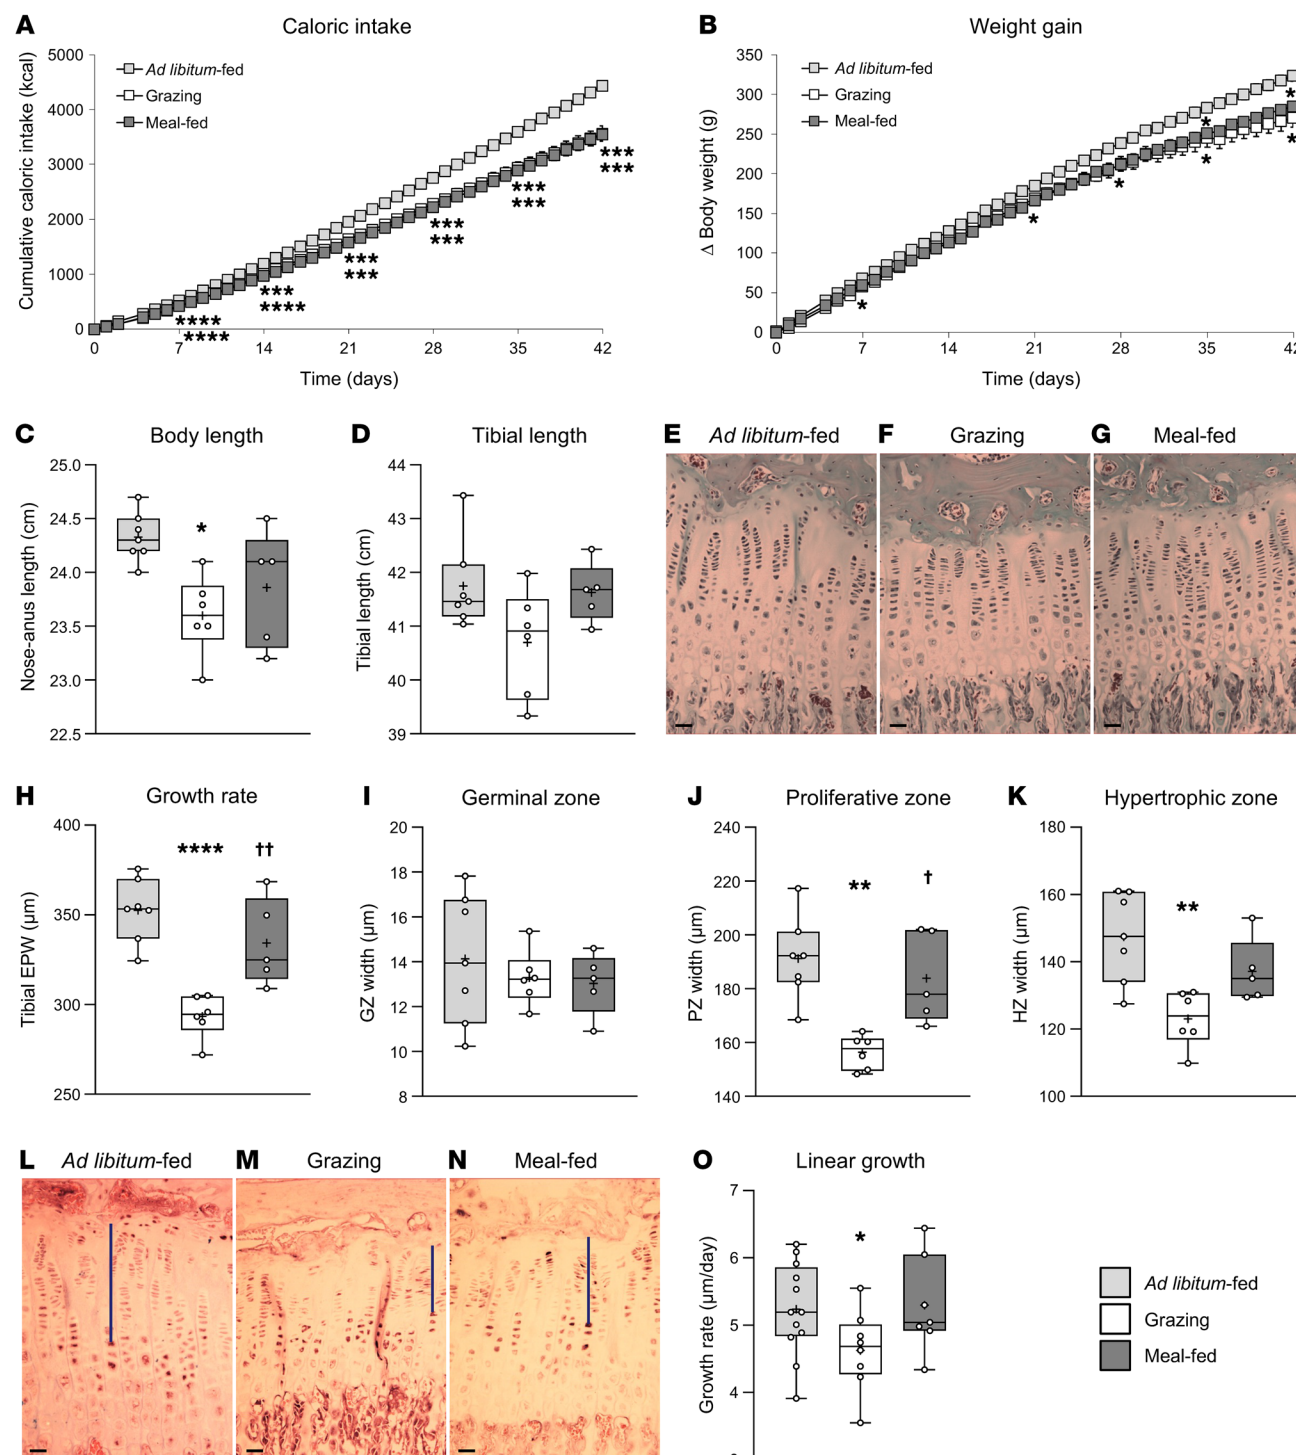 A Caloric intake
Cumulative caloric intake (kcal)
5000
4000
3000
2000
1000
0
Ad libitum-fed
Grazing
Meal-fed
****
****
***
****
***
***
***
***
***
***
***
***
0 7 14 21 28 35 42
Time (days)
B Weight gain
Δ Body weight (g)
350
300
250
200
150
100
50
0
Ad libitum-fed
Grazing
Meal-fed
*
*
*
*
*
*
*
0 7 14 21 28 35 42
Time (days)
C Body length
Nose-anus length (cm)
25.0
24.5
24.0
23.5
23.0
22.5
*
D Tibial length
Tibial length (cm)
44
43
42
41
40
39
E Ad libitum-fed
F Grazing
G Meal-fed
H Growth rate
Tibial EPW (μm)
400
350
300
250
****
††
I Germinal zone
GZ width (μm)
20
18
16
14
12
10
8
J Proliferative zone
PZ width (μm)
240
220
200
180
160
140
**
†
K Hypertrophic zone
HZ width (μm)
180
160
140
120
100
**
L Ad libitum-fed
M Grazing
N Meal-fed
O Linear growth
Growth rate (μm/day)
7
6
5
4
*
Ad libitum-fed
Grazing
Meal-fed